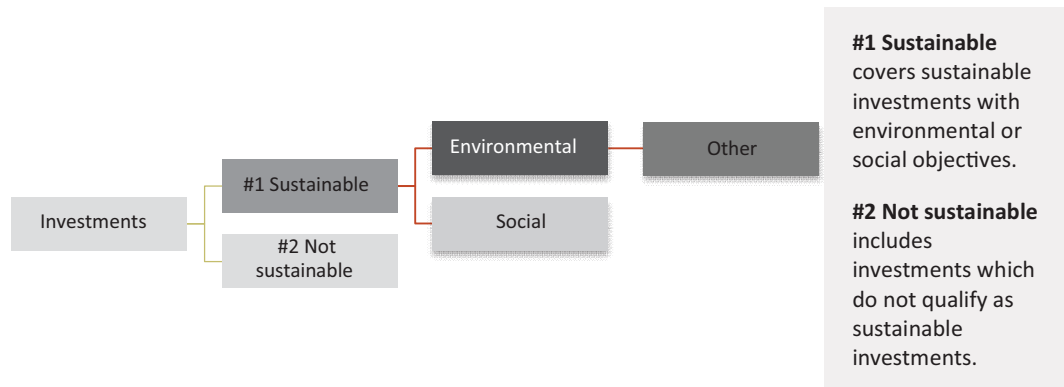 Investments
#1 Sustainable
#2 Not
sustainable
Environmental
Social
Other
#1 Sustainable
covers sustainable
investments with
environmental or
social objectives.
#2 Not sustainable
includes
investments which
do not qualify as
sustainable
investments.